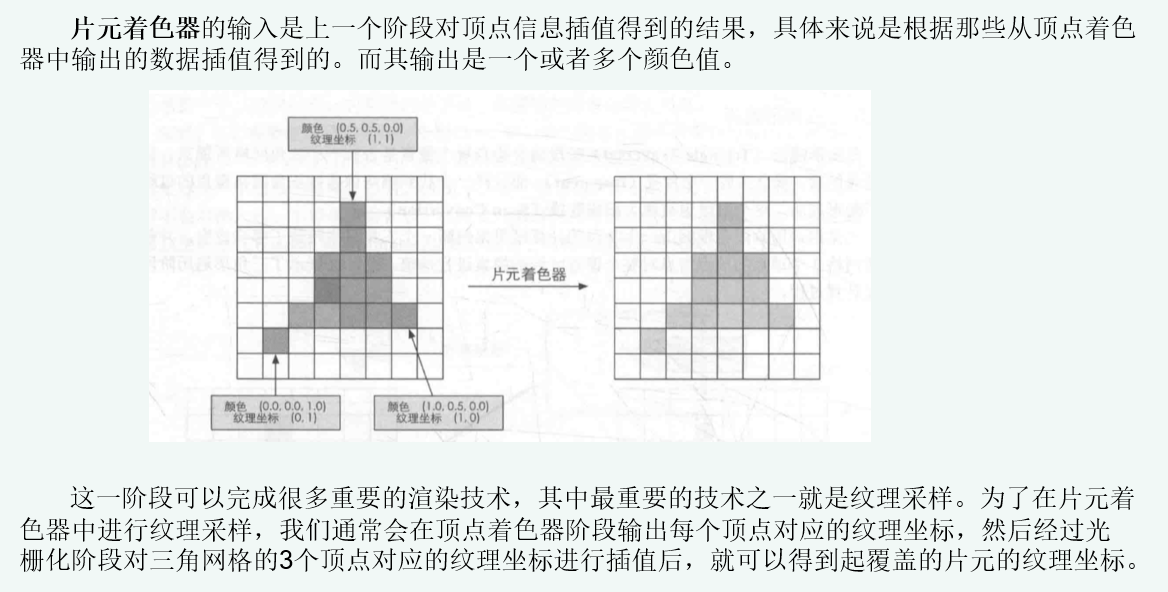 片元着色器的输入是上一个阶段对顶点信息插值得到的结果，具体来说是根据那些从顶点着色
器中输出的数据插值得到的。而其输出是一个或者多个颜色值。
颜色 (0.5, 0.5, 0.0)
纹理坐标 (1, 1)
片元着色器
颜色 (0.0, 0.0, 1.0)
纹理坐标 (0, 1)
颜色 (1.0, 0.5, 0.0)
纹理坐标 (1, 0)
这一阶段可以完成很多重要的渲染技术，其中最重要的技术之一就是纹理采样。为了在片元着
色器中进行纹理采样，我们通常会在顶点着色器阶段输出每个顶点对应的纹理坐标，然后经过光
栅化阶段对三角网格的3个顶点对应的纹理坐标进行插值后，就可以得到起覆盖的片元的纹理坐标。